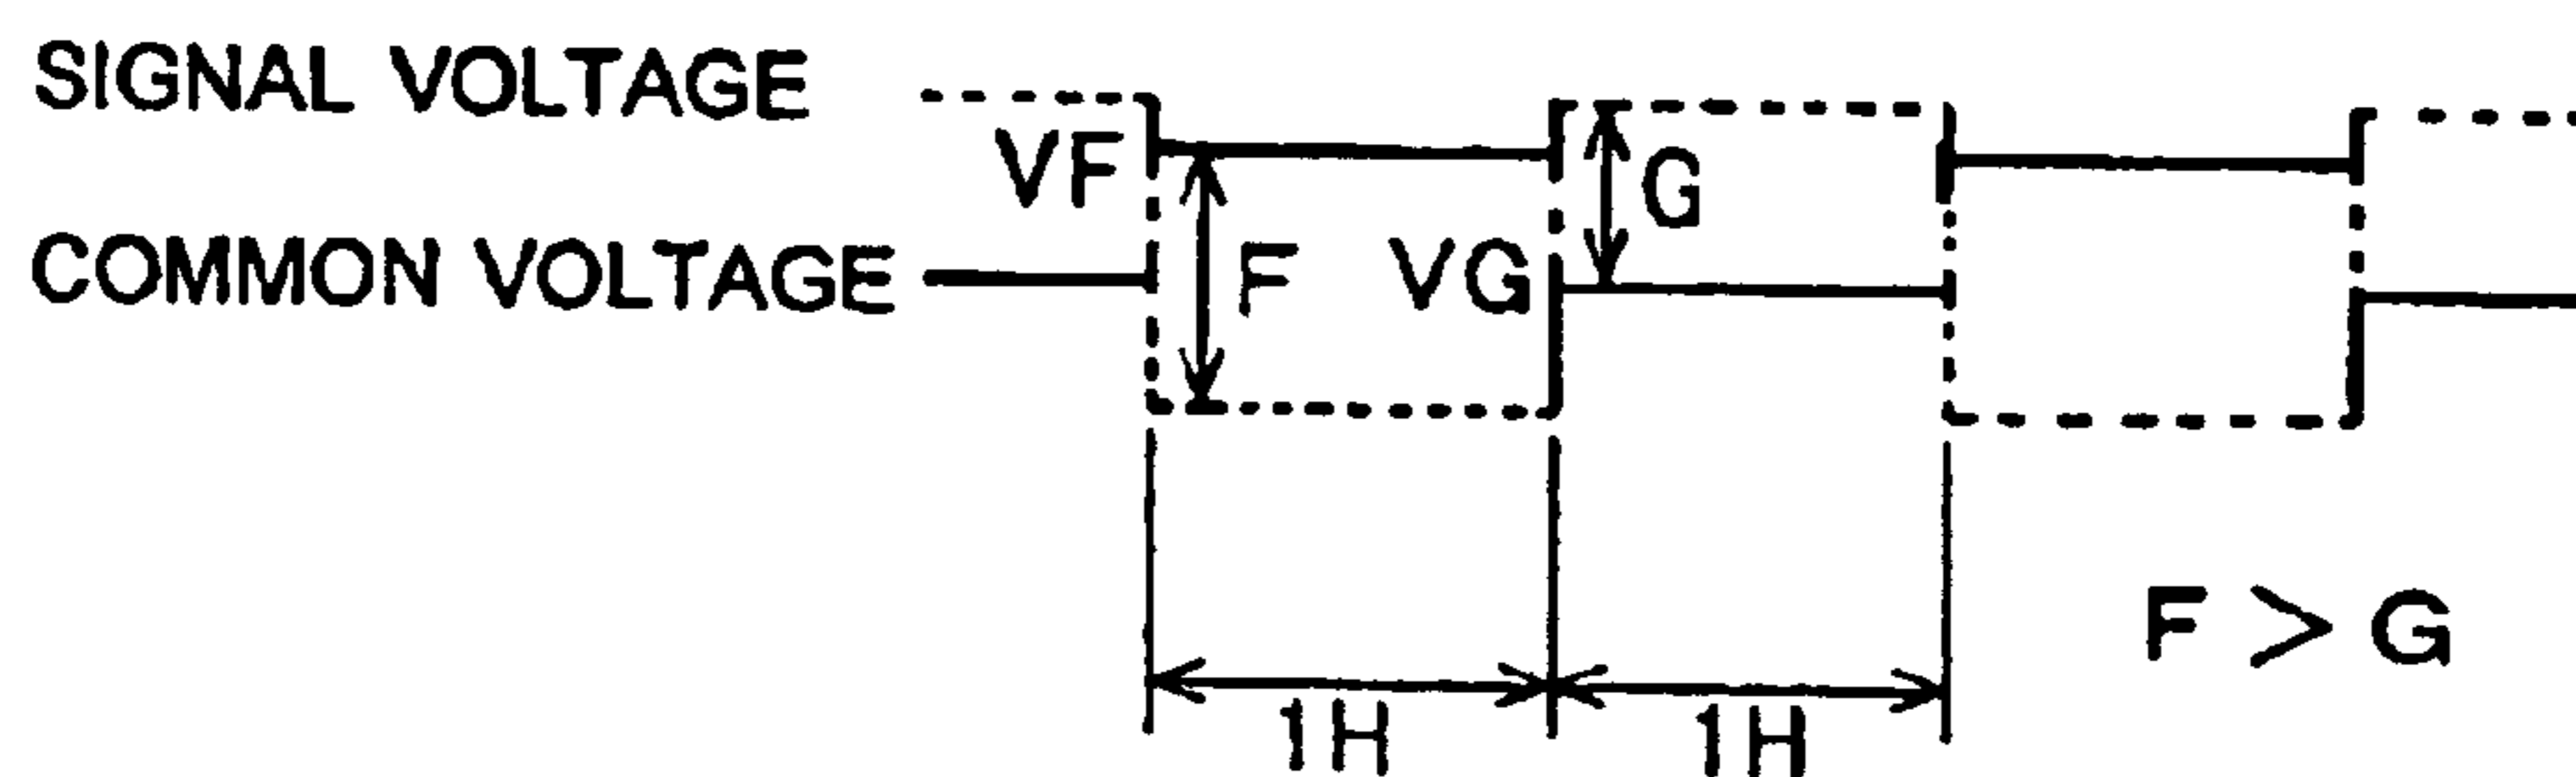 SIGNAL VOLTAGE
VF
G
COMMON VOLTAGE
F
VG
F > G
1H
1H